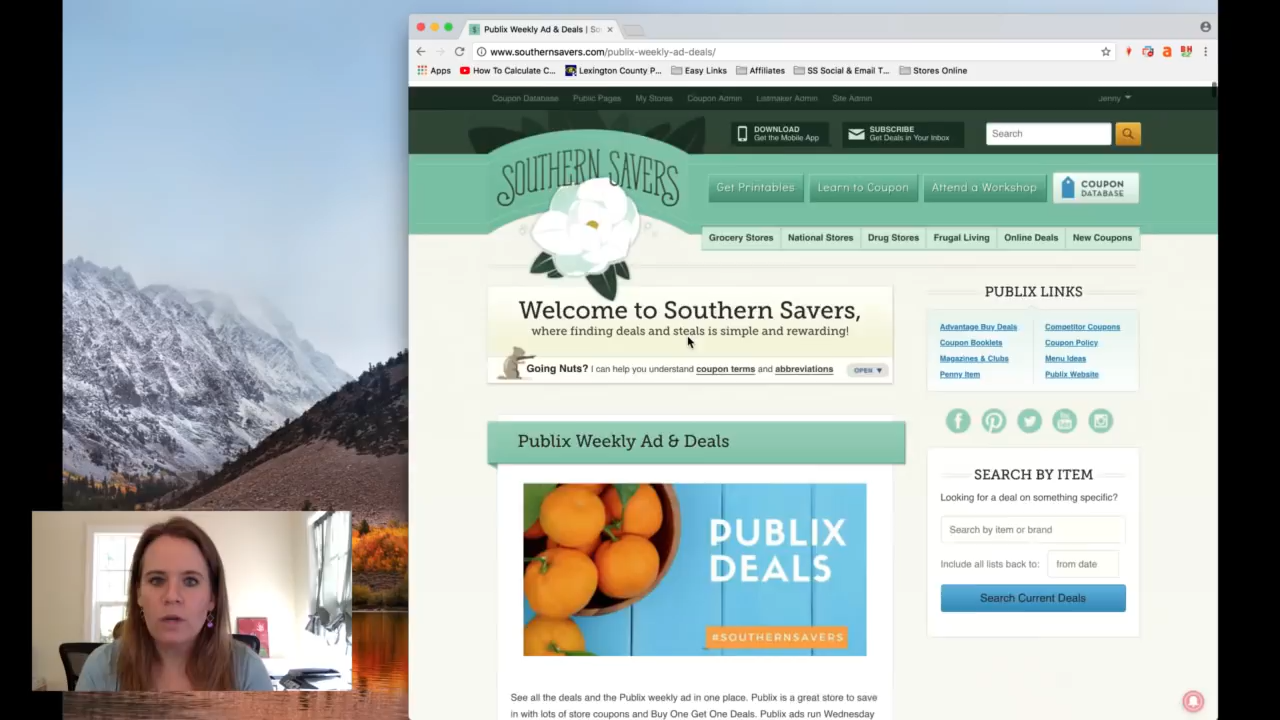 Publix Weekly Ad & Deals | So
www.southernsavers.com/publix-weekly-ad-deals/
Apps How To Calculate C... Lexington County P... Easy Links Affiliates SS Social & Email T... Stores Online
Coupon Database Public Pages My Stores Coupon Admin Listmaker Admin Site Admin Jenny
DOWNLOAD
Get the Mobile App
SUBSCRIBE
Get Deals in Your Inbox
Search
SOUTHERN SAVERS
Get Printables Learn to Coupon Attend a Workshop COUPON
DATABASE
Grocery Stores National Stores Drug Stores Frugal Living Online Deals New Coupons
Welcome to Southern Savers,
where finding deals and steals is simple and rewarding!
Going Nuts? I can help you understand coupon terms and abbreviations OPEN
PUBLIX LINKS
Advantage Buy Deals Competitor Coupons
Coupon Booklets Coupon Policy
Magazines & Clubs Menu Ideas
Penny Item Publix Website
Publix Weekly Ad & Deals
PUBLIX
DEALS
#SOUTHERNSAVERS
SEARCH BY ITEM
Looking for a deal on something specific?
Search by item or brand
Include all lists back to: from date
Search Current Deals
See all the deals and the Publix weekly ad in one place. Publix is a great store to save
in with lots of store coupons and Buy One Get One Deals. Publix ads run Wednesday